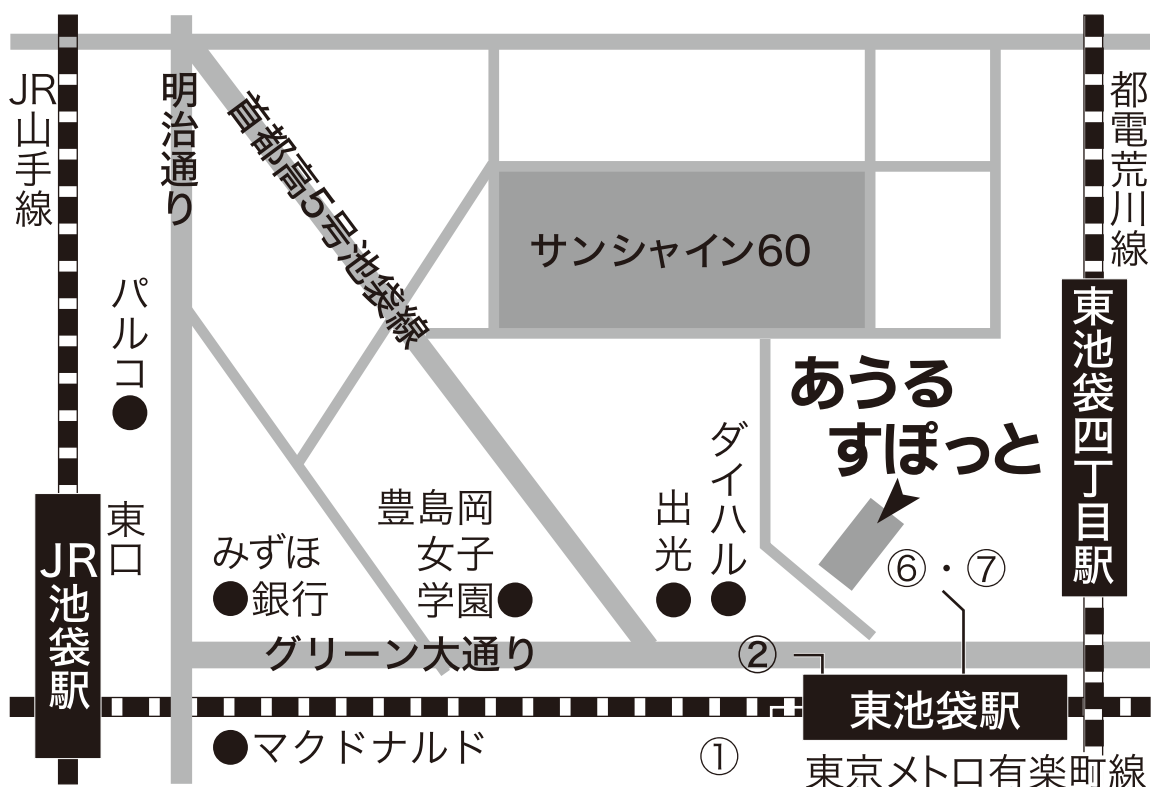 JR山手線
明治通り
首都高5号池袋線
サンシャイン60
都電荒川線
パルコ
あうる
すぽっと
東池袋四丁目駅
東口
JR池袋駅
みずほ
銀行
豊島岡
女子
学園
出光
ダイハル
⑥・⑦
グリーン大通り
②
東池袋駅
マクドナルド
①
東京メトロ有楽町線